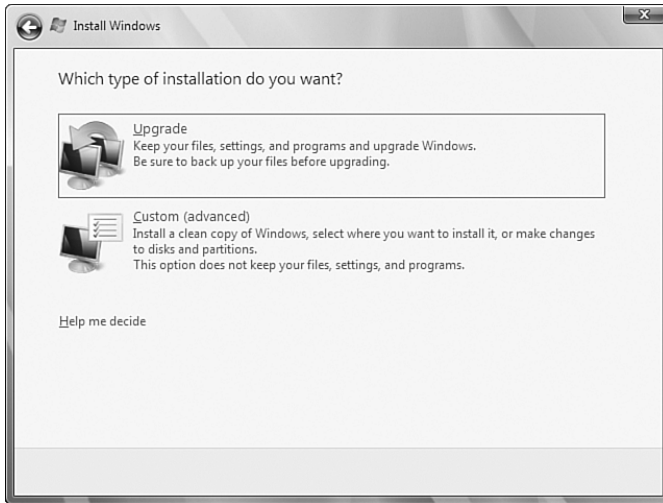 Install Windows
Which type of installation do you want?
Upgrade
Keep your files, settings, and programs and upgrade Windows.
Be sure to back up your files before upgrading.
Custom (advanced)
Install a clean copy of Windows, select where you want to install it, or make changes
to disks and partitions.
This option does not keep your files, settings, and programs.
Help me decide